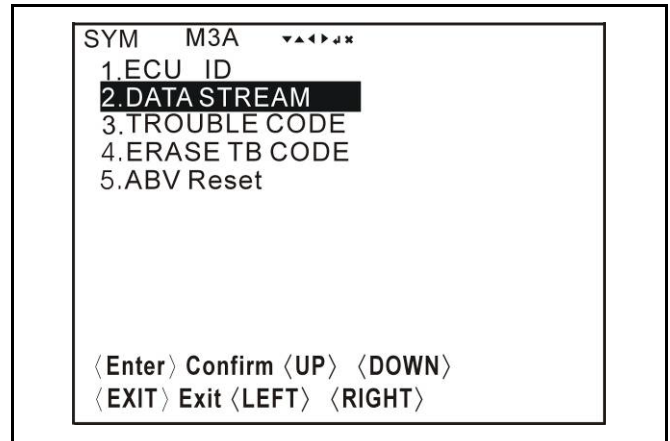 SYM M3A ▼▲◀▶↲✖
1.ECU ID
2.DATA STREAM
3.TROUBLE CODE
4.ERASE TB CODE
5.ABV Reset
〈Enter〉 Confirm 〈UP〉 〈DOWN〉
〈EXIT〉 Exit 〈LEFT〉 〈RIGHT〉